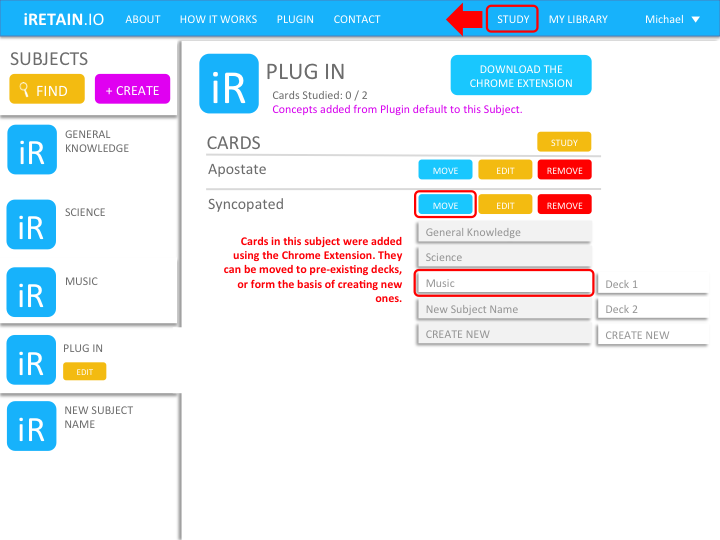 iRETAIN.IO ABOUT HOW IT WORKS PLUGIN CONTACT STUDY MY LIBRARY Michael
SUBJECTS
FIND + CREATE
iR GENERAL
KNOWLEDGE
iR SCIENCE
iR MUSIC
iR PLUG IN
EDIT
iR NEW SUBJECT
NAME
iR PLUG IN
Cards Studied: 0 / 2
Concepts added from Plugin default to this Subject.
DOWNLOAD THE
CHROME EXTENSION
CARDS STUDY
Apostate MOVE EDIT REMOVE
Syncopated MOVE EDIT REMOVE
Cards in this subject were added
using the Chrome Extension. They
can be moved to pre-existing decks,
or form the basis of creating new
ones.
General Knowledge
Science
Music Deck 1
New Subject Name Deck 2
CREATE NEW CREATE NEW